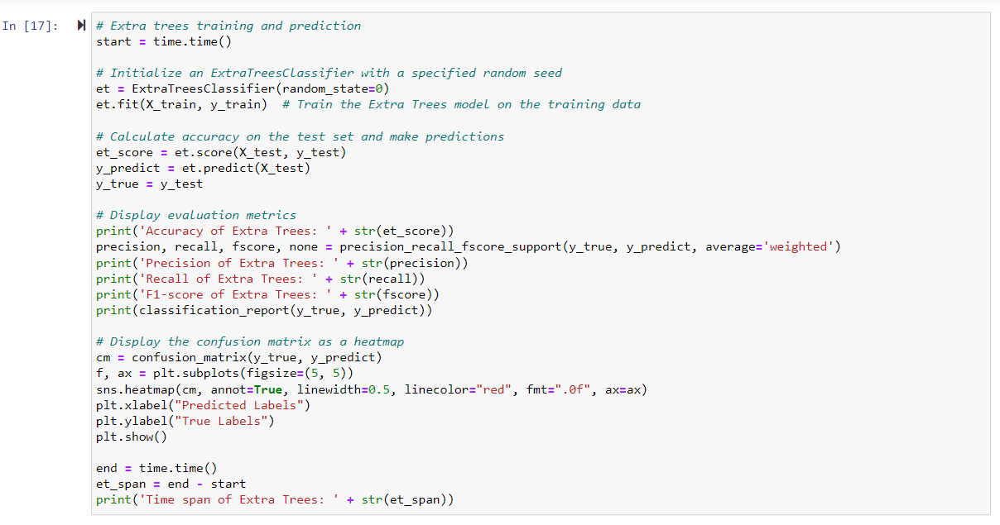 In [17]:
# Extra trees training and prediction
start = time.time()
# Initialize an ExtraTreesClassifier with a specified random seed
et = ExtraTreesClassifier(random_state=0)
et.fit(X_train, y_train)  # Train the Extra Trees model on the training data
# Calculate accuracy on the test set and make predictions
et_score = et.score(X_test, y_test)
y_predict = et.predict(X_test)
y_true = y_test
# Display evaluation metrics
print('Accuracy of Extra Trees: ' + str(et_score))
precision, recall, fscore, none = precision_recall_fscore_support(y_true, y_predict, average='weighted')
print('Precision of Extra Trees: ' + str(precision))
print('Recall of Extra Trees: ' + str(recall))
print('F1-score of Extra Trees: ' + str(fscore))
print(classification_report(y_true, y_predict))
# Display the confusion matrix as a heatmap
cm = confusion_matrix(y_true, y_predict)
f, ax = plt.subplots(figsize=(5, 5))
sns.heatmap(cm, annot=True, linewidth=0.5, linecolor="red", fmt=".0f", ax=ax)
plt.xlabel("Predicted Labels")
plt.ylabel("True Labels")
plt.show()
end = time.time()
et_span = end - start
print('Time span of Extra Trees: ' + str(et_span))